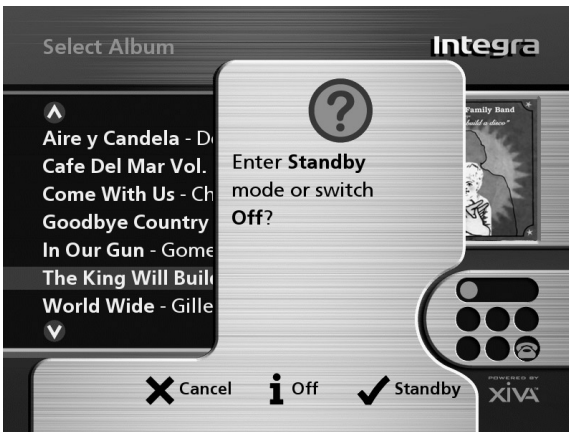 Select Album
Integra
Aire y Candela - D
Cafe Del Mar Vol.
Come With Us - Ch
Goodbye Country
In Our Gun - Gome
The King Will Buil
World Wide - Gille
Family Band
build a disco"
Enter Standby
mode or switch
Off?
Cancel
i Off
Standby
POWERED BY
XiVA